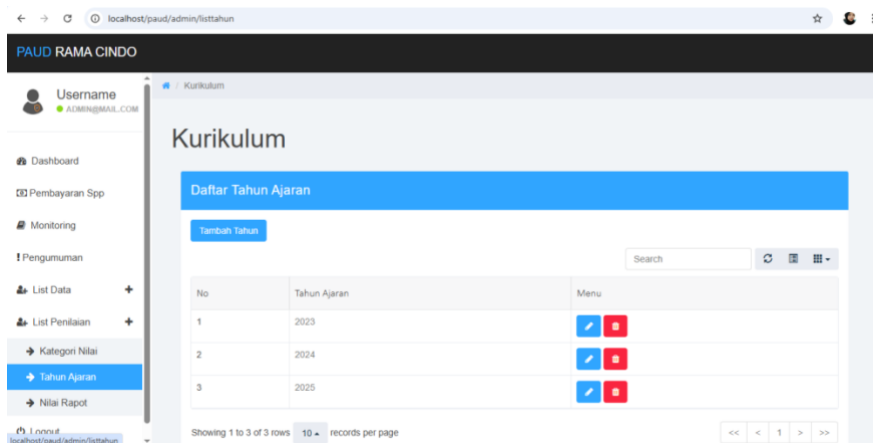 localhost/paud/admin/listtahun
PAUD RAMA CINDO
Username
ADMIN@MAIL.COM
Dashboard
Pembayaran Spp
Monitoring
Pengumuman
List Data
List Penilaian
Kategori Nilai
Tahun Ajaran
Nilai Rapot
Logout
localhost/paud/admin/listtahun
/ Kurikulum
Kurikulum
Daftar Tahun Ajaran
Tambah Tahun
Search
No Tahun Ajaran Menu
1 2023
2 2024
3 2025
Showing 1 to 3 of 3 rows 10 records per page
<< < 1 > >>